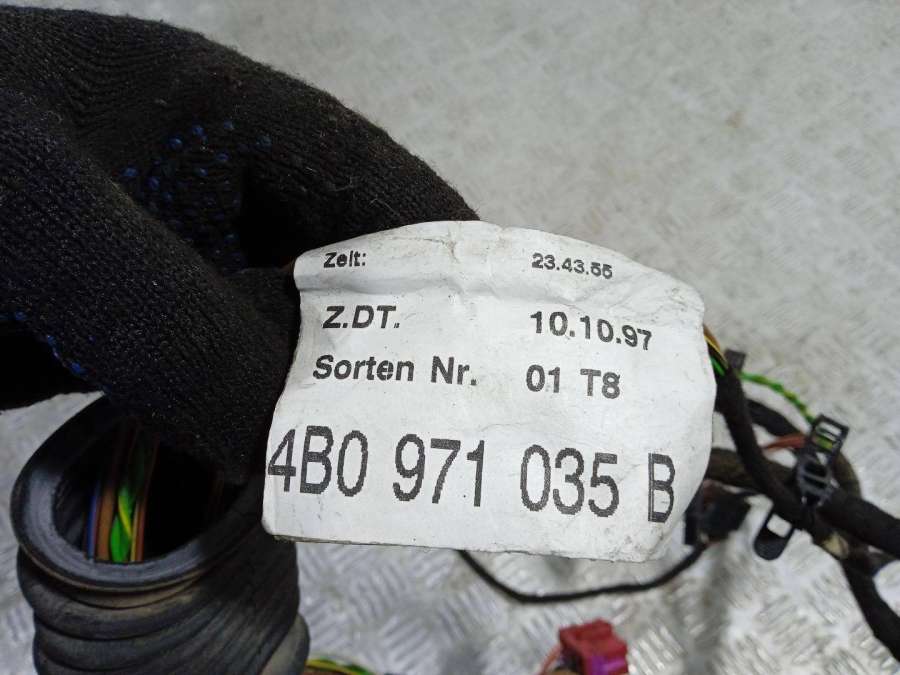 Zeit: 23.43.55
Z.DT. 10.10.97
Sorten Nr. 01 T8
4B0 971 035 B